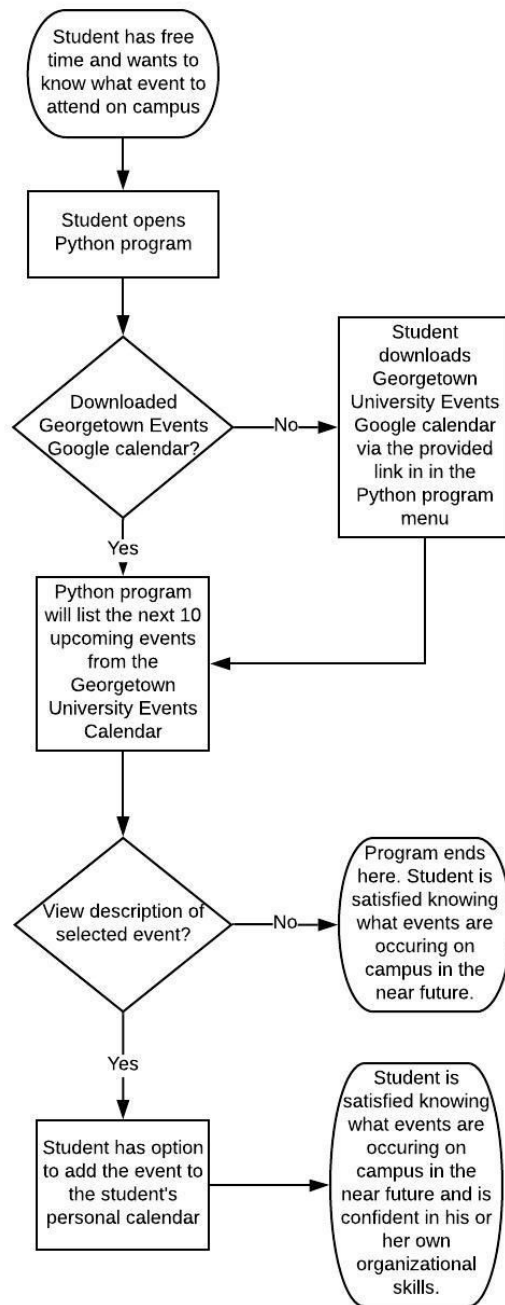 Student has free
time and wants to
know what event to
attend on campus
Student opens
Python program
Downloaded
Georgetown Events
Google calendar?
No
Student
downloads
Georgetown
University Events
Google calendar
via the provided
link in in the
Python program
menu
Yes
Python program
will list the next 10
upcoming events
from the
Georgetown
University Events
Calendar
View description of
selected event?
No
Program ends
here. Student is
satisfied knowing
what events are
occuring on
campus in the
near future.
Yes
Student has option
to add the event to
the student's
personal calendar
Student is
satisfied knowing
what events are
occuring on
campus in the
near future and is
confident in his or
her own
organizational
skills.